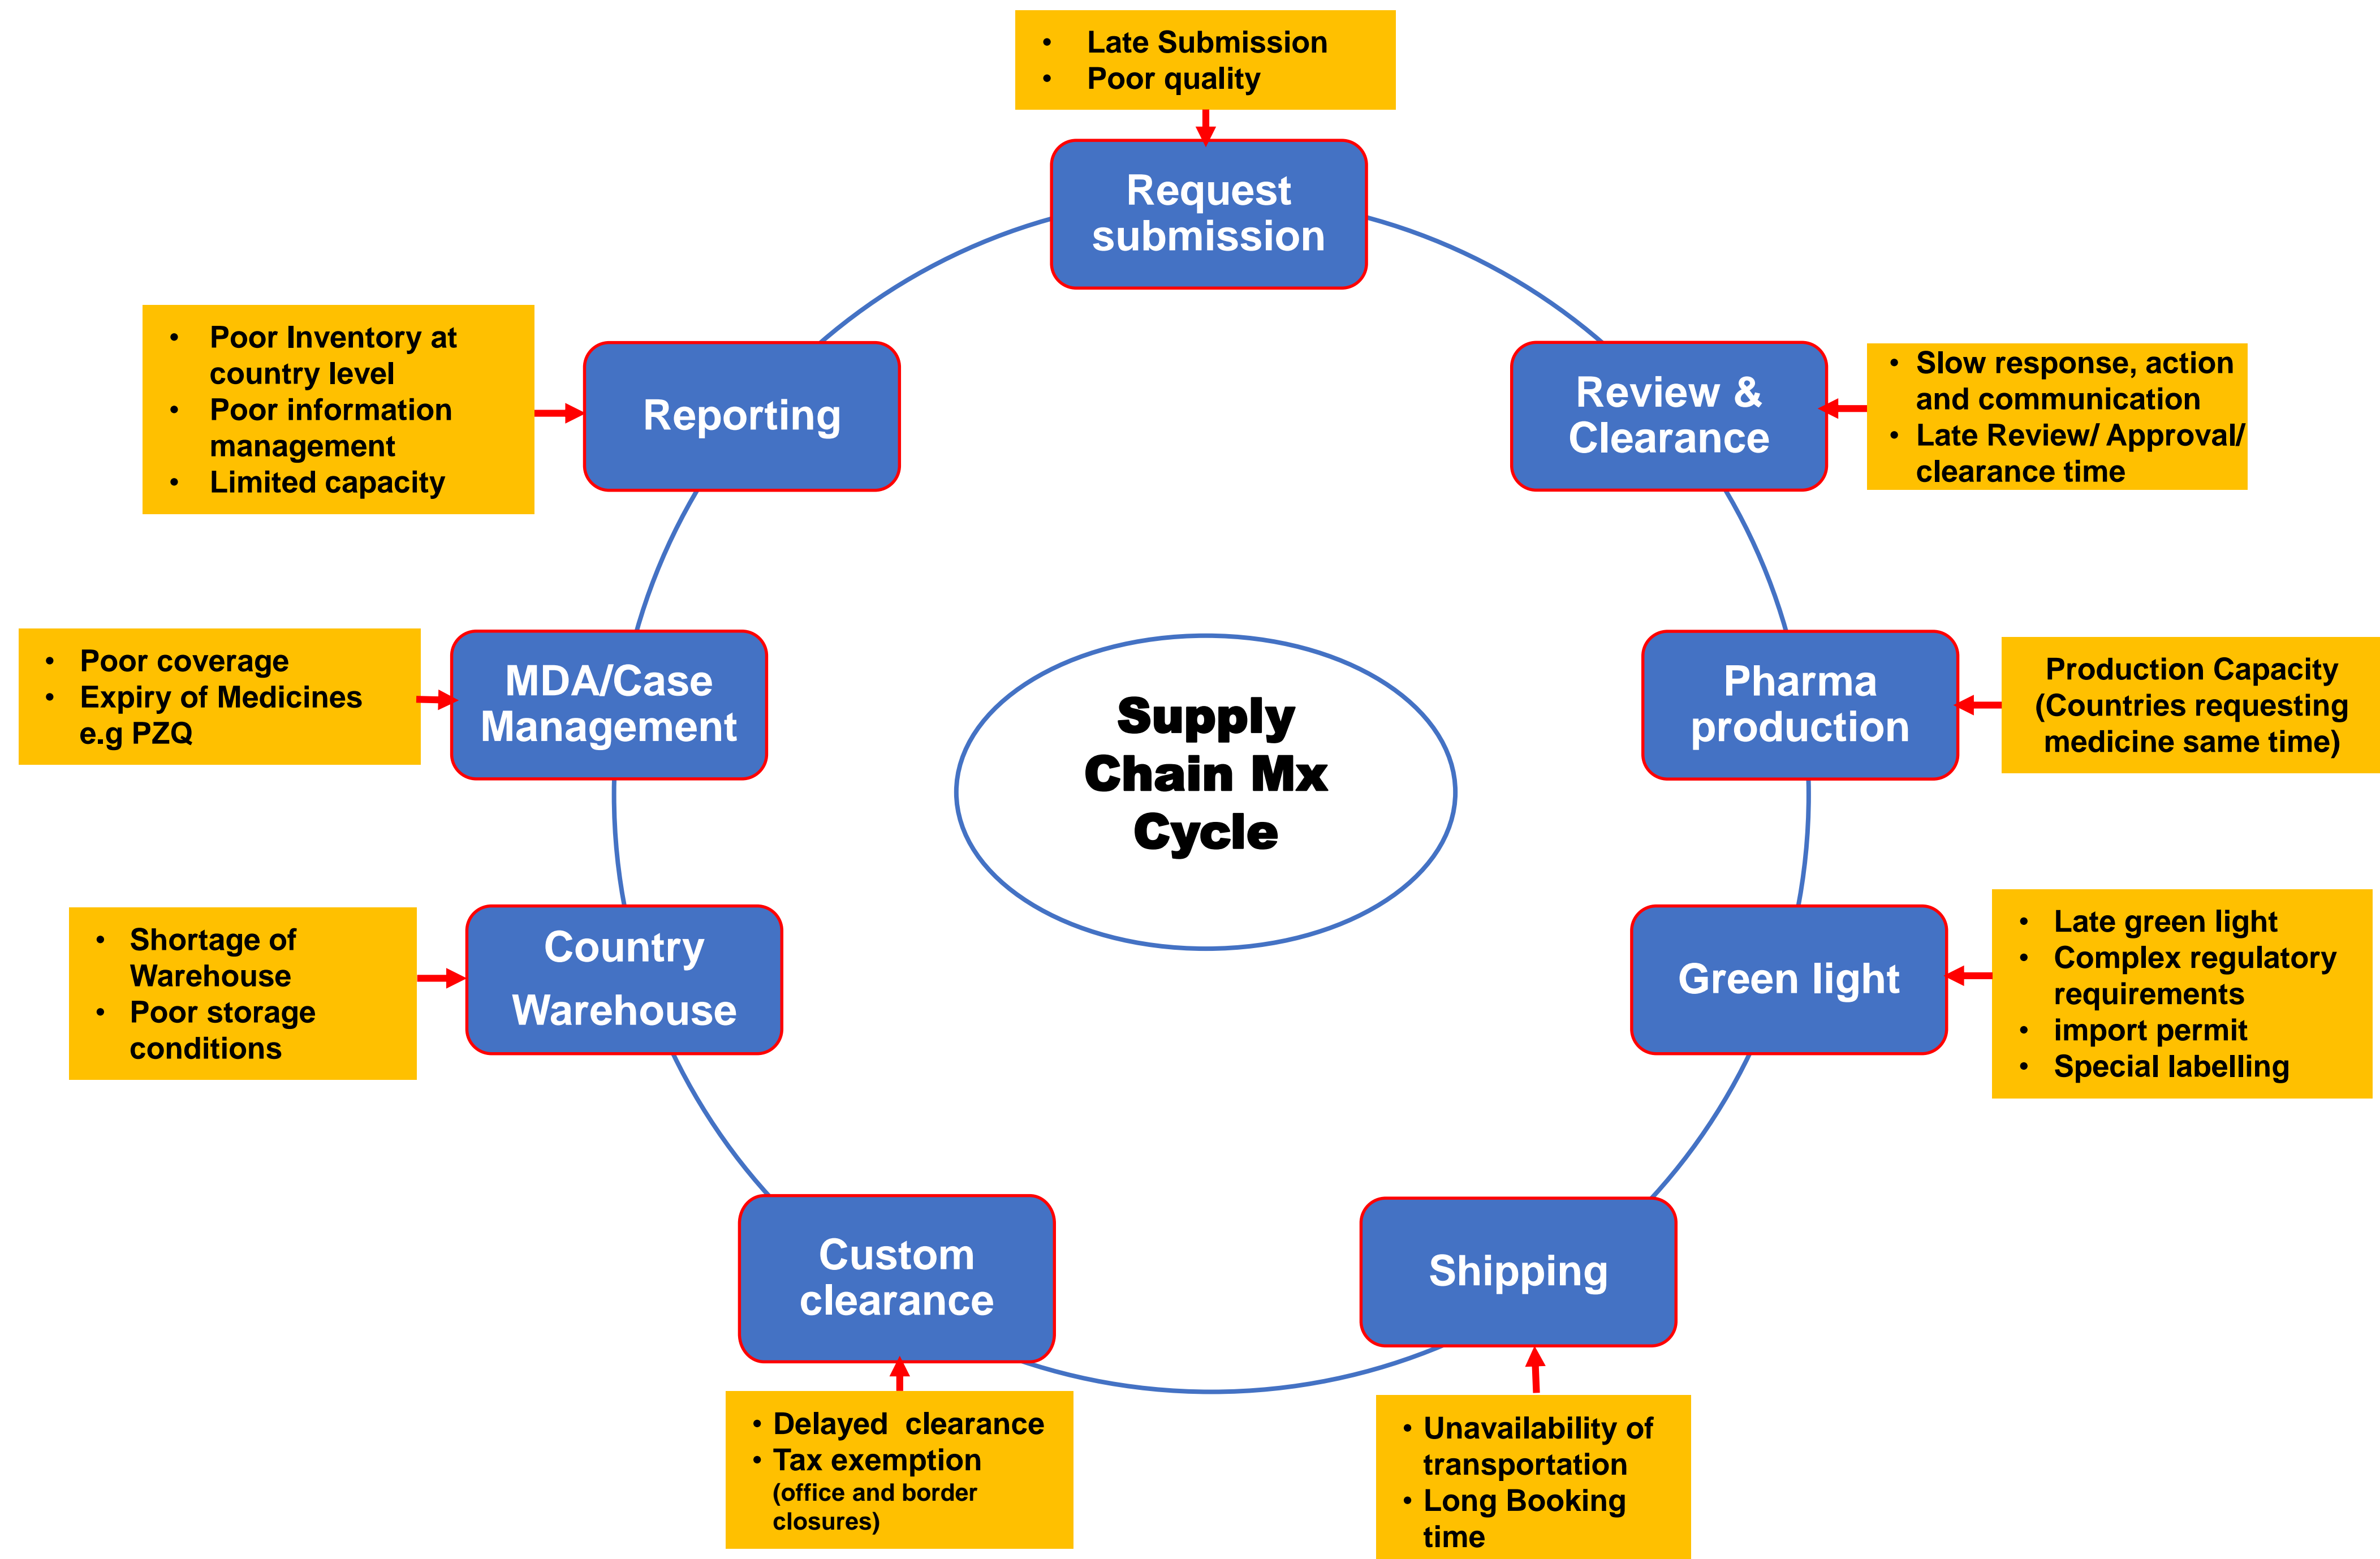 • Late Submission
• Poor quality
Request
submission
• Poor Inventory at
country level
• Poor information
management
• Limited capacity
Reporting
Review &
Clearance
• Slow response, action
and communication
• Late Review/ Approval/
clearance time
• Poor coverage
• Expiry of Medicines
e.g PZQ
MDA/Case
Management
Supply
Chain Mx
Cycle
Pharma
production
Production Capacity
(Countries requesting
medicine same time)
• Shortage of
Warehouse
• Poor storage
conditions
Country
Warehouse
Green light
• Late green light
• Complex regulatory
requirements
• import permit
• Special labelling
Custom
clearance
Shipping
• Delayed  clearance
• Tax exemption
(office and border
closures)
• Unavailability of
transportation
• Long Booking
time